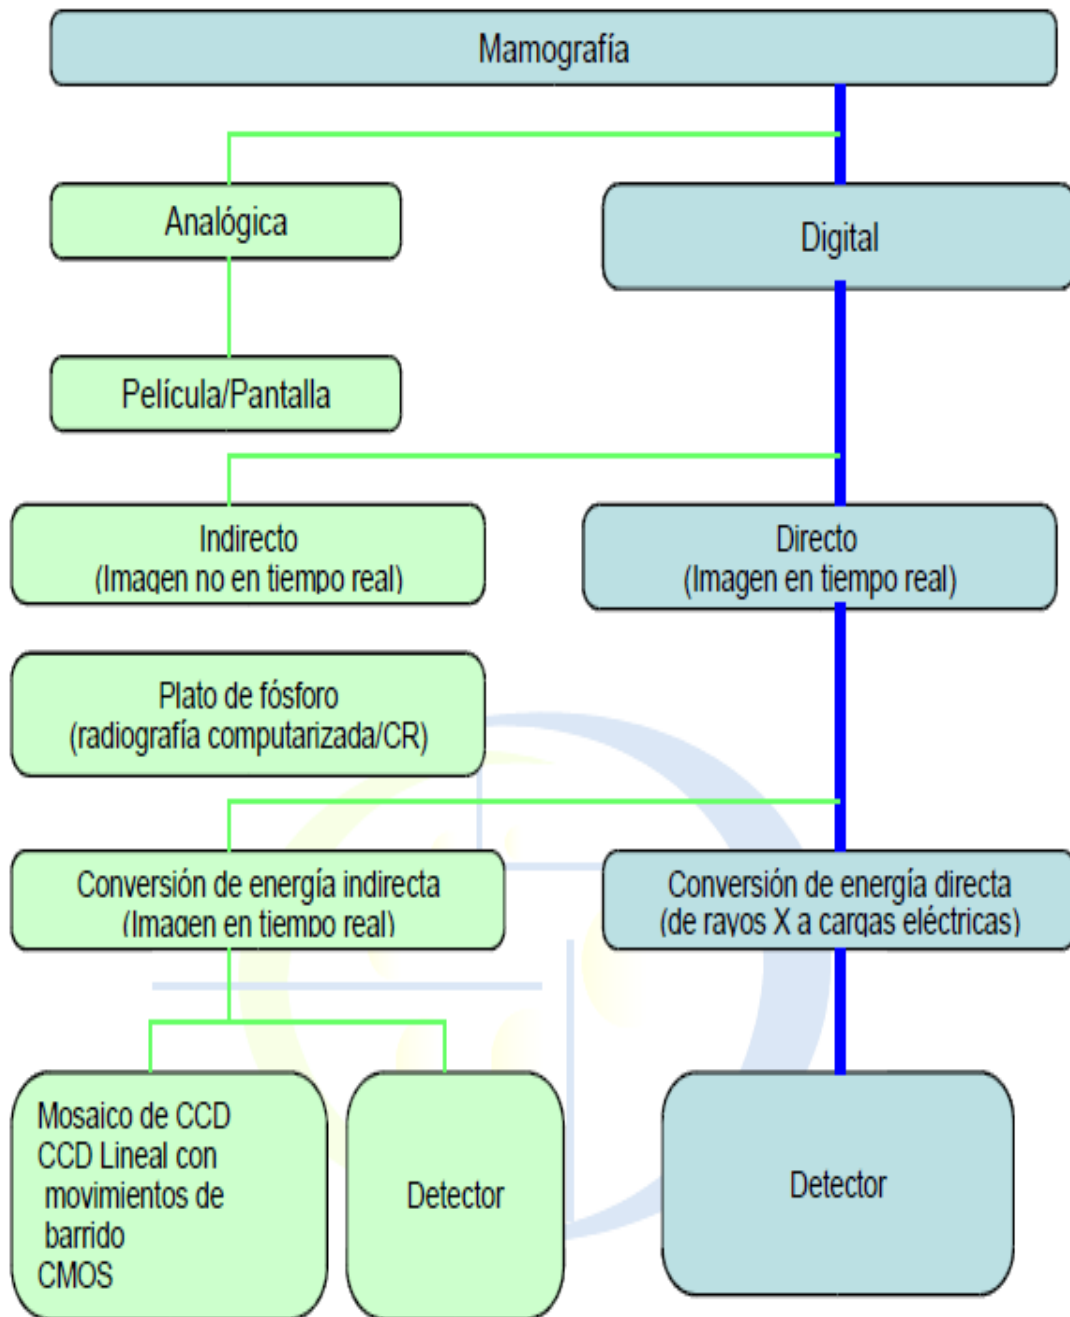 Mamografía
Analógica
Digital
Película/Pantalla
Indirecto
(Imagen no en tiempo real)
Directo
(Imagen en tiempo real)
Plato de fósforo
(radiografía computarizada/CR)
Conversión de energía indirecta
(Imagen en tiempo real)
Conversión de energía directa
(de rayos X a cargas eléctricas)
Mosaico de CCD
CCD Lineal con
movimientos de
barrido
CMOS
Detector
Detector